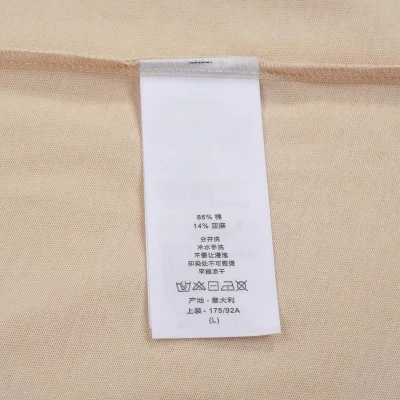 86% 棉
14% 亚麻
分开洗
冷水手洗
不要让浸泡
印染处不可熨烫
平摊凉干
产地 - 意大利
上装 - 175/92A
(L)